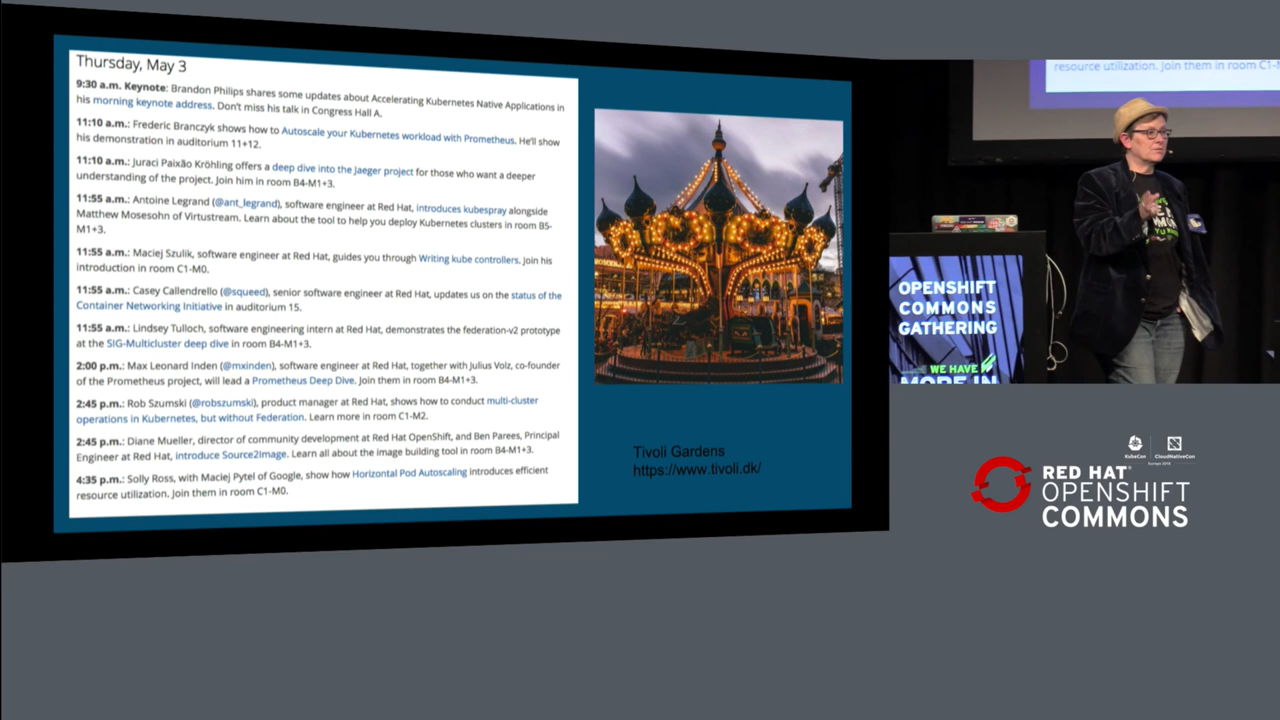 Thursday, May 3
9:30 a.m. Keynote: Brandon Philips shares some updates about Accelerating Kubernetes Native Applications in
his morning keynote address. Don't miss his talk in Congress Hall A.
11:10 a.m.: Frederic Branczyk shows how to Autoscale your Kubernetes workload with Prometheus. He'll show
his demonstration in auditorium 11+12.
11:10 a.m.: Juraci Paixão Kröhling offers a deep dive into the Jaeger project for those who want a deeper
understanding of the project. Join him in room B4-M1+3.
11:55 a.m.: Antoine Legrand (@ant_legrand), software engineer at Red Hat, introduces kubespray alongside
Matthew Mosesohn of Virtustream. Learn about the tool to help you deploy Kubernetes clusters in room B5-
M1+3.
11:55 a.m.: Maciej Szulik, software engineer at Red Hat, guides you through Writing kube controllers. Join his
introduction in room C1-M0.
11:55 a.m.: Casey Callendrello (@squeed), senior software engineer at Red Hat, updates us on the status of the
Container Networking Initiative in auditorium 15.
11:55 a.m.: Lindsey Tulloch, software engineering intern at Red Hat, demonstrates the federation-v2 prototype
at the SIG-Multicluster deep dive in room B4-M1+3.
2:00 p.m.: Max Leonard Inden (@mxinden), software engineer at Red Hat, together with Julius Volz, co-founder
of the Prometheus project, will lead a Prometheus Deep Dive. Join them in room B4-M1+3.
2:45 p.m.: Rob Szumski (@robszumski), product manager at Red Hat, shows how to conduct multi-cluster
operations in Kubernetes, but without Federation. Learn more in room C1-M2.
2:45 p.m.: Diane Mueller, director of community development at Red Hat OpenShift, and Ben Parees, Principal
Engineer at Red Hat, introduce Source2Image. Learn all about the image building tool in room B4-M1+3.
4:35 p.m.: Solly Ross, with Maciej Pytel of Google, show how Horizontal Pod Autoscaling introduces efficient
resource utilization. Join them in room C1-M0.
Tivoli Gardens
https://www.tivoli.dk/
resource utilization. Join them in room C1-
OPENSHIFT
COMMONS
GATHERING
WE HAVE
MORE IN
KubeCon
CloudNativeCon
Europe 2018
RED HAT®
OPENSHIFT
COMMONS